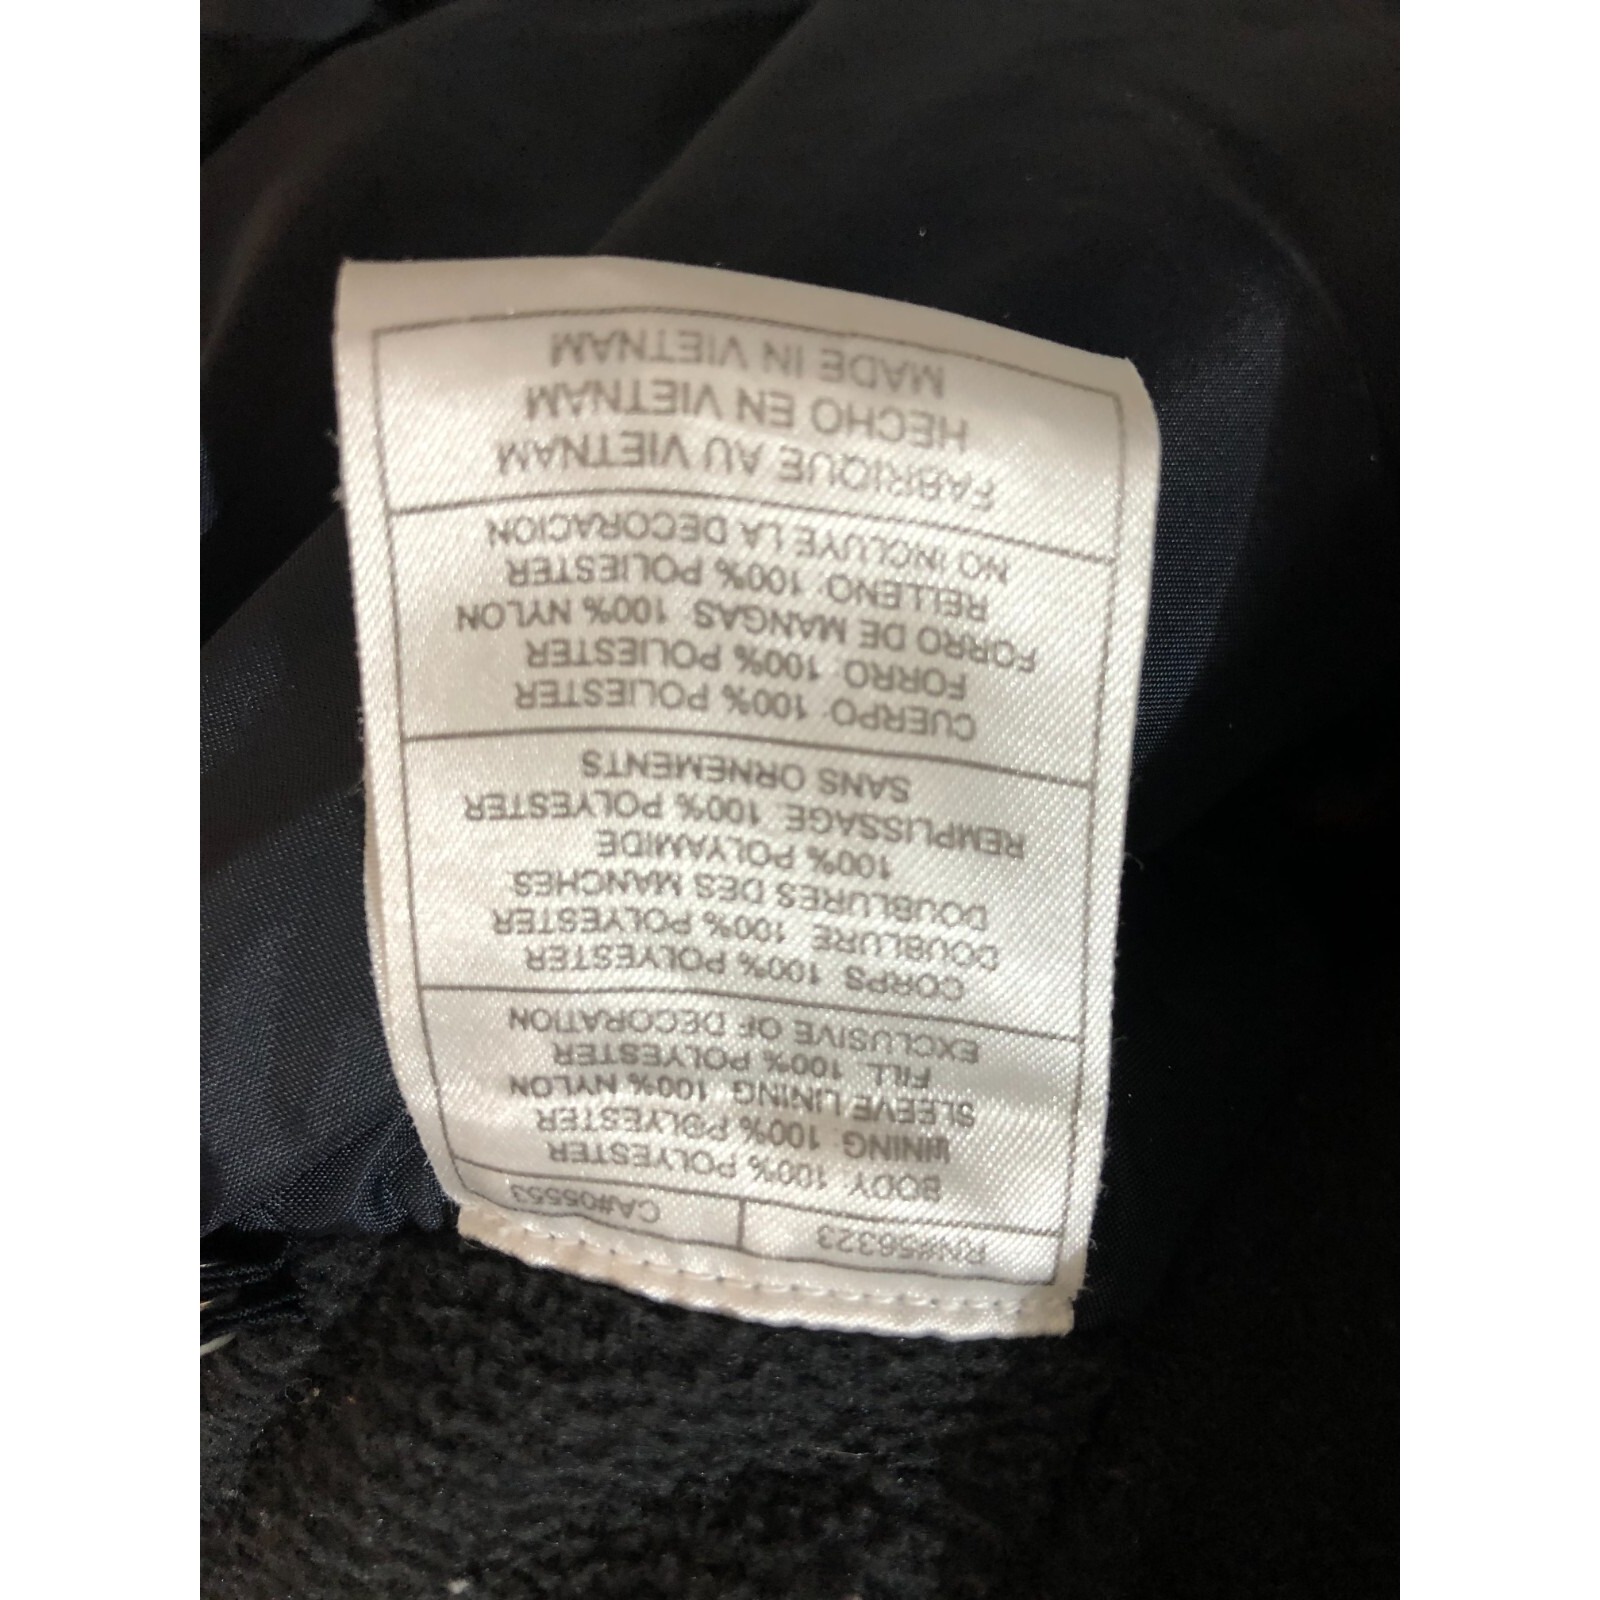 RN#56323 CA#05553
BODY 100% POLYESTER
LINING: 100% POLYESTER
SLEEVE LINING: 100% NYLON
FILL: 100% POLYESTER
EXCLUSIVE OF DECORATION
CORPS 100% POLYESTER
DOUBLURE 100% POLYESTER
DOUBLURES DES MANCHES
100% POLYAMIDE
REMPLISSAGE 100% POLYESTER
SANS ORNEMENTS
CUERPO: 100% POLIESTER
FORRO: 100% POLIESTER
FORRO DE MANGAS: 100% NYLON
RELLENO: 100% POLIESTER
NO INCLUYE LA DECORACION
FABRIQUE AU VIETNAM
HECHO EN VIETNAM
MADE IN VIETNAM